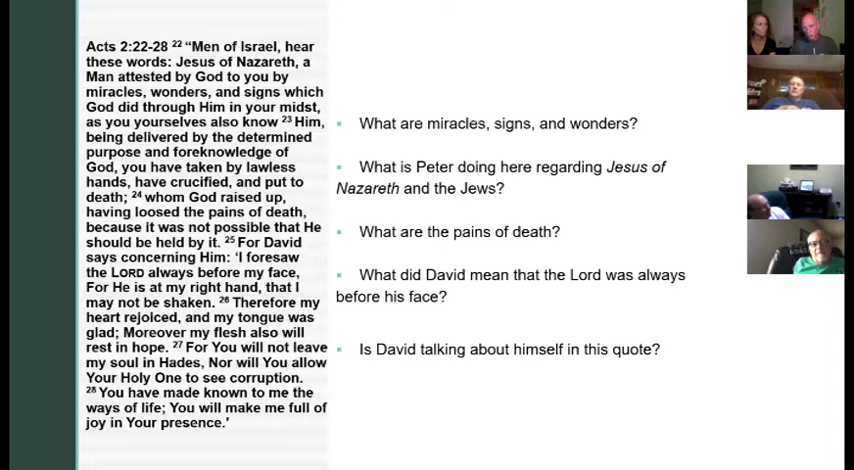 Acts 2:22-28 ²² “Men of Israel, hear
these words: Jesus of Nazareth, a
Man attested by God to you by
miracles, wonders, and signs which
God did through Him in your midst,
as you yourselves also know ²³ Him,
being delivered by the determined
purpose and foreknowledge of
God, you have taken by lawless
hands, have crucified, and put to
death; ²⁴ whom God raised up,
having loosed the pains of death,
because it was not possible that He
should be held by it. ²⁵ For David
says concerning Him: ‘I foresaw
the LORD always before my face,
For He is at my right hand, that I
may not be shaken. ²⁶ Therefore my
heart rejoiced, and my tongue was
glad; Moreover my flesh also will
rest in hope. ²⁷ For You will not leave
my soul in Hades, Nor will You allow
Your Holy One to see corruption.
²⁸ You have made known to me the
ways of life; You will make me full of
joy in Your presence.’
▪ What are miracles, signs, and wonders?
▪ What is Peter doing here regarding Jesus of
Nazareth and the Jews?
▪ What are the pains of death?
▪ What did David mean that the Lord was always
before his face?
▪ Is David talking about himself in this quote?